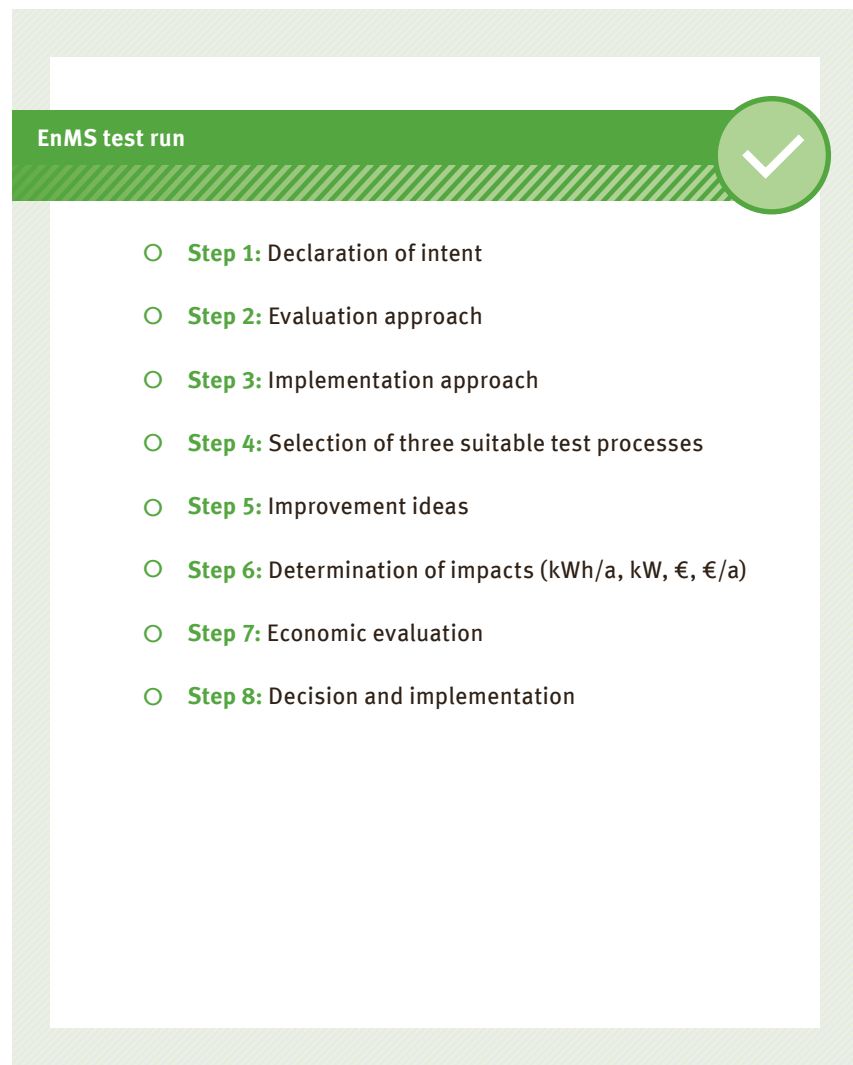 EnMS test run
Step 1: Declaration of intent
Step 2: Evaluation approach
Step 3: Implementation approach
Step 4: Selection of three suitable test processes
Step 5: Improvement ideas
Step 6: Determination of impacts (kWh/a, kW, €, €/a)
Step 7: Economic evaluation
Step 8: Decision and implementation